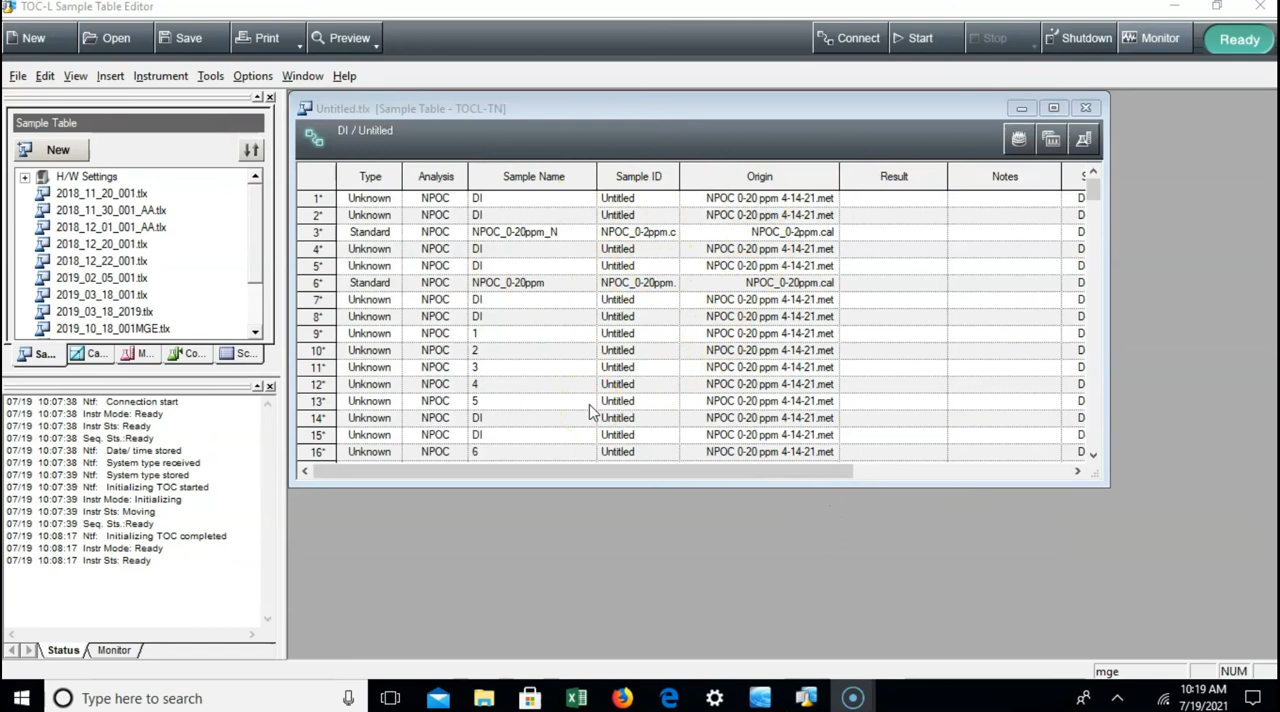 TOC-L Sample Table Editor
New Open Save Print Preview Connect Start Stop Shutdown Monitor Ready
File Edit View Insert Instrument Tools Options Window Help
Sample Table
New
H/W Settings
2018_11_20_001.tlx
2018_11_30_001_AA.tlx
2018_12_01_001_AA.tlx
2018_12_20_001.tlx
2018_12_22_001.tlx
2019_02_05_001.tlx
2019_03_18_001.tlx
2019_03_18_2019.tlx
2019_10_18_001MGE.tlx
Sa... Ca... M... Co... Sc...
07/19 10:07:38 Ntf: Connection start
07/19 10:07:38 Instr Mode: Ready
07/19 10:07:38 Instr Sts: Ready
07/19 10:07:38 Seq. Sts.:Ready
07/19 10:07:38 Ntf: Date/ time stored
07/19 10:07:39 Ntf: System type received
07/19 10:07:39 Ntf: System type stored
07/19 10:07:39 Ntf: Initializing TOC started
07/19 10:07:39 Instr Mode: Initializing
07/19 10:07:39 Instr Sts: Moving
07/19 10:07:39 Seq. Sts.:Ready
07/19 10:08:17 Ntf: Initializing TOC completed
07/19 10:08:17 Instr Mode: Ready
07/19 10:08:17 Instr Sts: Ready
Status Monitor
Untitled.tlx [Sample Table - TOCL-TN]
DI / Untitled
Type Analysis Sample Name Sample ID Origin Result Notes S
1* Unknown NPOC DI Untitled NPOC 0-20 ppm 4-14-21.met D
2* Unknown NPOC DI Untitled NPOC 0-20 ppm 4-14-21.met D
3* Standard NPOC NPOC_0-20ppm_N NPOC_0-2ppm.c NPOC_0-2ppm.cal D
4* Unknown NPOC DI Untitled NPOC 0-20 ppm 4-14-21.met D
5* Unknown NPOC DI Untitled NPOC 0-20 ppm 4-14-21.met D
6* Standard NPOC NPOC_0-20ppm NPOC_0-20ppm. NPOC_0-20ppm.cal D
7* Unknown NPOC DI Untitled NPOC 0-20 ppm 4-14-21.met D
8* Unknown NPOC DI Untitled NPOC 0-20 ppm 4-14-21.met D
9* Unknown NPOC 1 Untitled NPOC 0-20 ppm 4-14-21.met D
10* Unknown NPOC 2 Untitled NPOC 0-20 ppm 4-14-21.met D
11* Unknown NPOC 3 Untitled NPOC 0-20 ppm 4-14-21.met D
12* Unknown NPOC 4 Untitled NPOC 0-20 ppm 4-14-21.met D
13* Unknown NPOC 5 Untitled NPOC 0-20 ppm 4-14-21.met D
14* Unknown NPOC DI Untitled NPOC 0-20 ppm 4-14-21.met D
15* Unknown NPOC DI Untitled NPOC 0-20 ppm 4-14-21.met D
16* Unknown NPOC 6 Untitled NPOC 0-20 ppm 4-14-21.met D
mge NUM
Type here to search
10:19 AM
7/19/2021